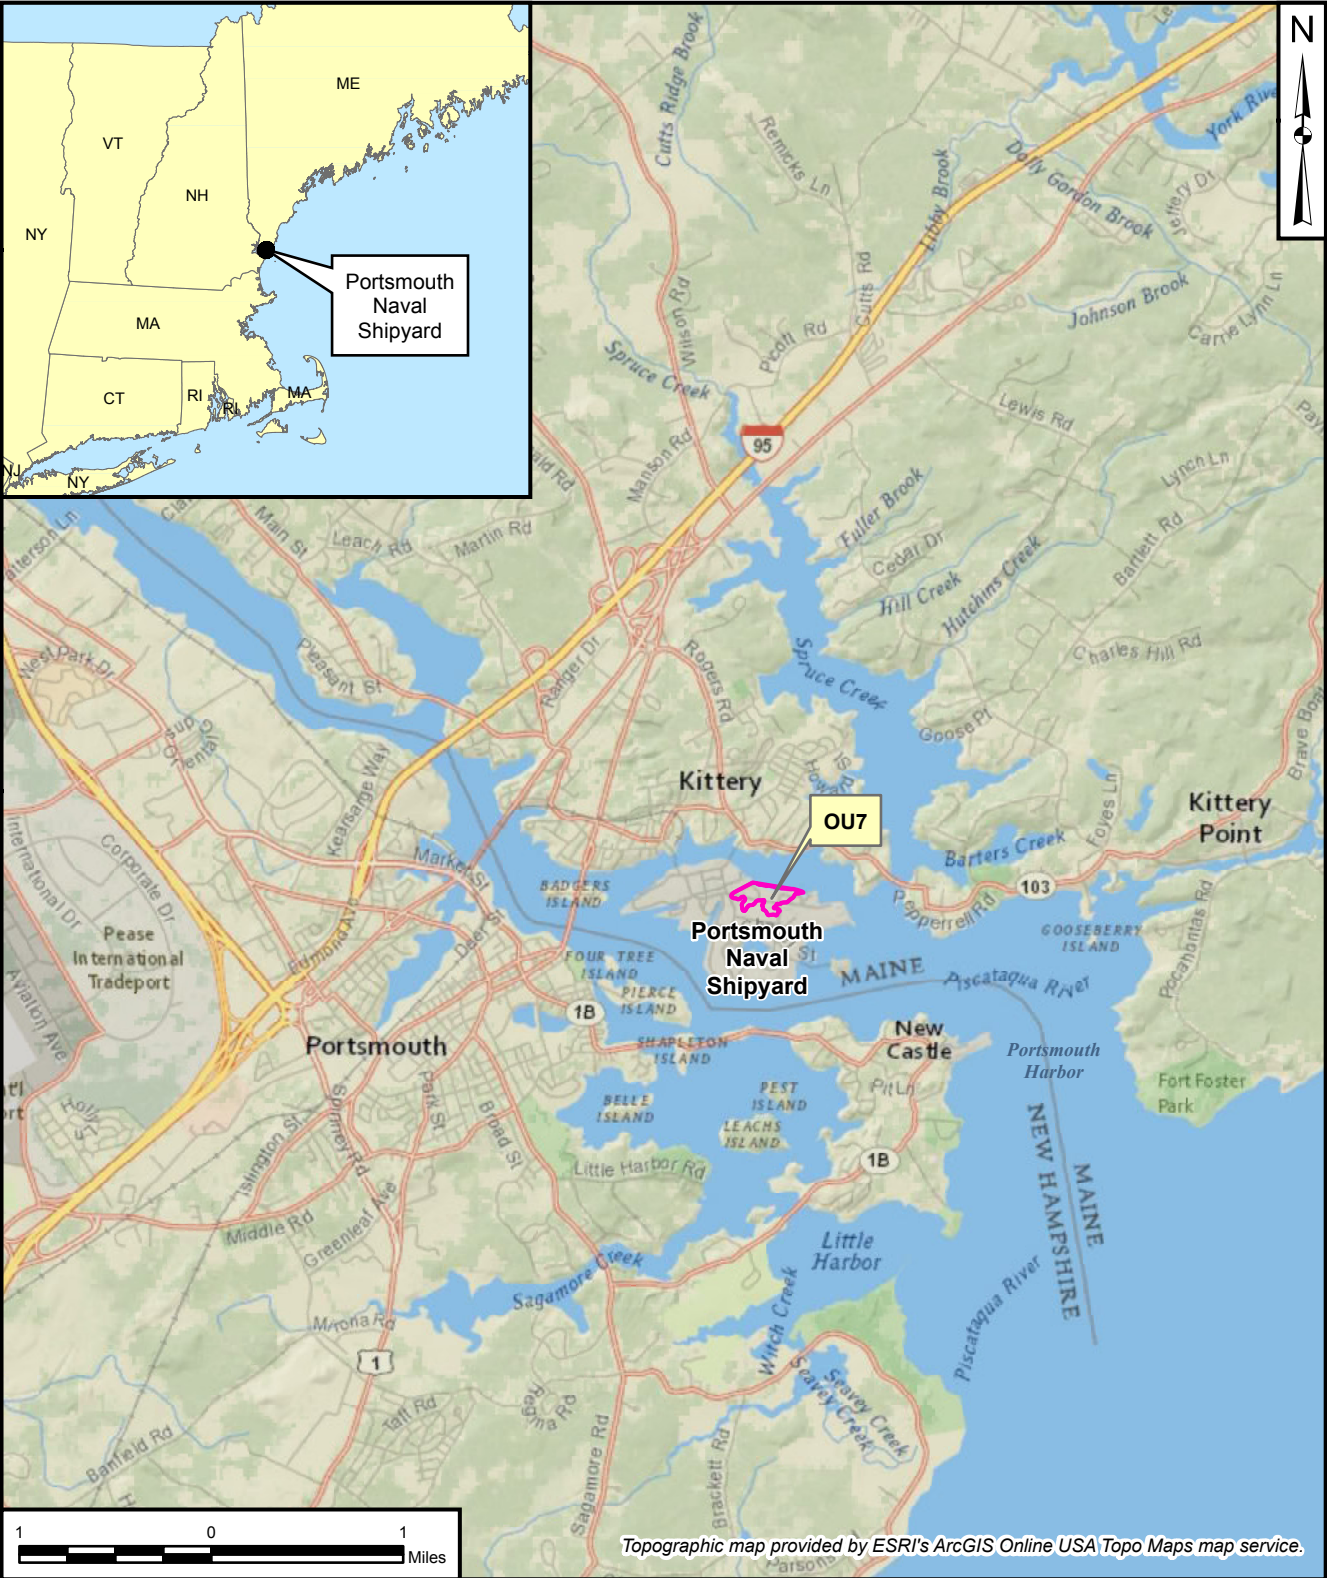 ME
VT
NH
NY
MA
CT
RI
RI
MA
NJ
NY
Portsmouth
Naval
Shipyard
N
Cutts Ridge Brook
Remicks Ln
Libby Brook
Dolly Gordon Brook
York River
Jeffery Dr
Johnson Brook
Carrie Lynn Ln
Wilson Rd
Cutts Rd
Picott Rd
Spruce Creek
Lewis Rd
95
Manson Rd
Lynch Ln
Bartlett Rd
Fuller Brook
Cedar Dr
Hill Creek
Hutchins Creek
Charles Hill Rd
Main St
Leach Rd
Martin Rd
Pleasant St
West Park Dr
Ranger Dr
Rogers Rd
Spruce Creek
Goose Pt
Kearsarge Way
Kittery
Howard St
OU7
Foyes Ln
Kittery
Point
Barters Creek
103
Pepperrell Rd
International Dr
Corporate Dr
Market St
BADGERS
ISLAND
Deer St
Portsmouth
Naval
Shipyard
GOOSEBERRY
ISLAND
Pocahontas Rd
Pease
International
Tradeport
Aviation Ave
FOUR TREE
ISLAND
PIERCE
ISLAND
1B
MAINE
Piscataqua River
Portsmouth
SHAPLEIGH
ISLAND
New
Castle
Portsmouth
Harbor
Pit Ln
PEST
ISLAND
BELLE
ISLAND
LEACHS
ISLAND
Fort Foster
Park
Park St
Broad St
Spinney Rd
Islington St
Little Harbor Rd
1B
NEW HAMPSHIRE
MAINE
Middle Rd
Greenleaf Ave
Little
Harbor
Sagamore Creek
Piscataqua River
Mirona Rd
Witch Creek
1
Seavey Creek
Seavey Creek
Regina Rd
Taft Rd
Banfield Rd
Sagamore Rd
Brackett Rd
1 0 1
Miles
Topographic map provided by ESRI's ArcGIS Online USA Topo Maps map service.